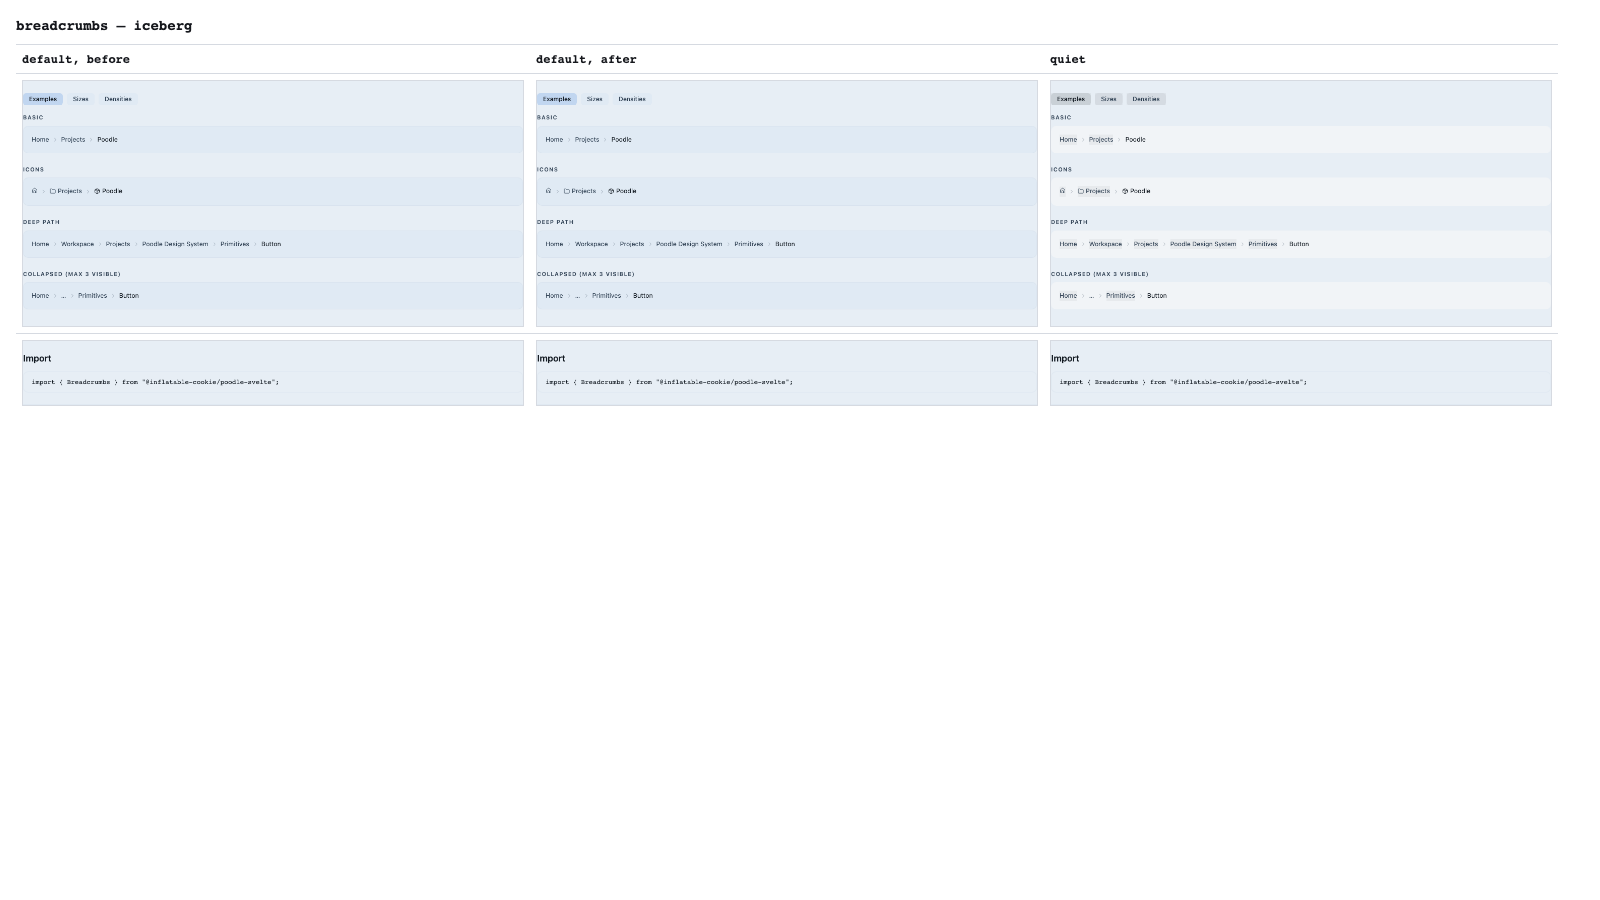 breadcrumbs — iceberg
default, before
default, after
quiet
Examples Sizes Densities
BASIC
Home › Projects › Poodle
ICONS
› Projects › Poodle
DEEP PATH
Home › Workspace › Projects › Poodle Design System › Primitives › Button
COLLAPSED (MAX 3 VISIBLE)
Home › … › Primitives › Button
Examples Sizes Densities
BASIC
Home › Projects › Poodle
ICONS
› Projects › Poodle
DEEP PATH
Home › Workspace › Projects › Poodle Design System › Primitives › Button
COLLAPSED (MAX 3 VISIBLE)
Home › … › Primitives › Button
Examples Sizes Densities
BASIC
Home › Projects › Poodle
ICONS
› Projects › Poodle
DEEP PATH
Home › Workspace › Projects › Poodle Design System › Primitives › Button
COLLAPSED (MAX 3 VISIBLE)
Home › … › Primitives › Button
Import
import { Breadcrumbs } from "@inflatable-cookie/poodle-svelte";
Import
import { Breadcrumbs } from "@inflatable-cookie/poodle-svelte";
Import
import { Breadcrumbs } from "@inflatable-cookie/poodle-svelte";